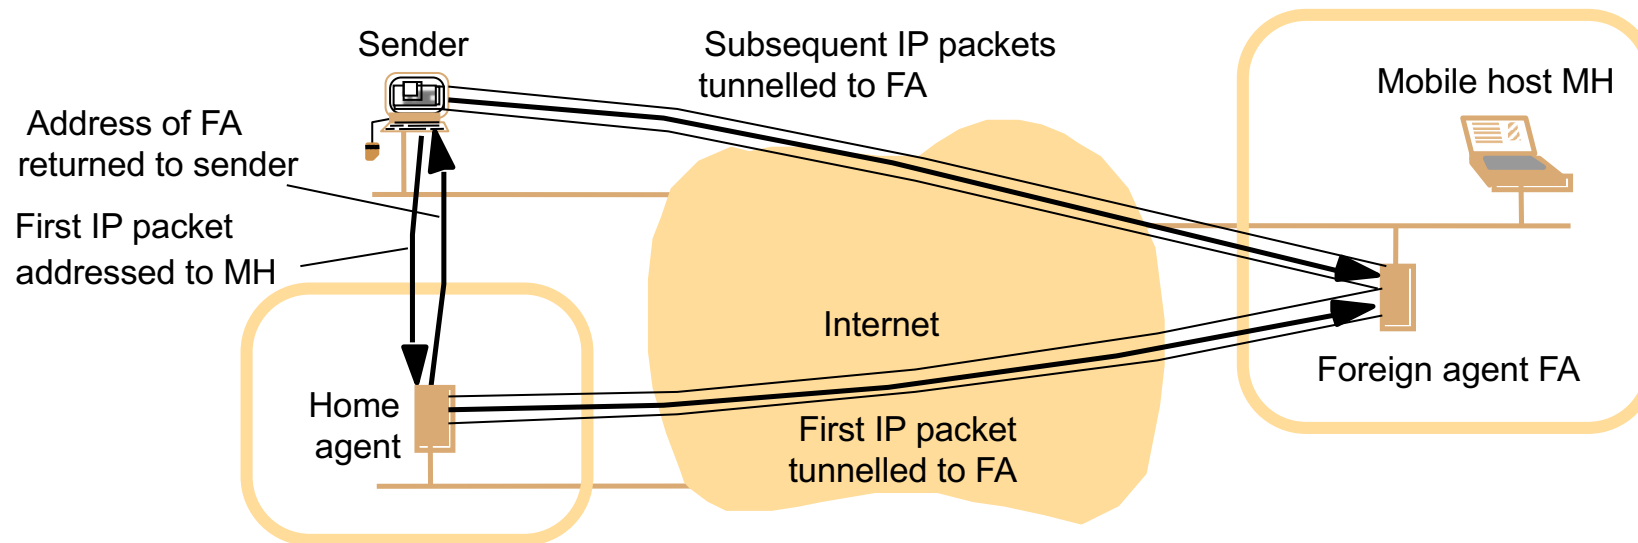 Sender
Subsequent IP packets
tunnelled to FA
Mobile host MH
Address of FA
returned to sender
First IP packet
addressed to MH
Internet
Foreign agent FA
Home
agent
First IP packet
tunnelled to FA